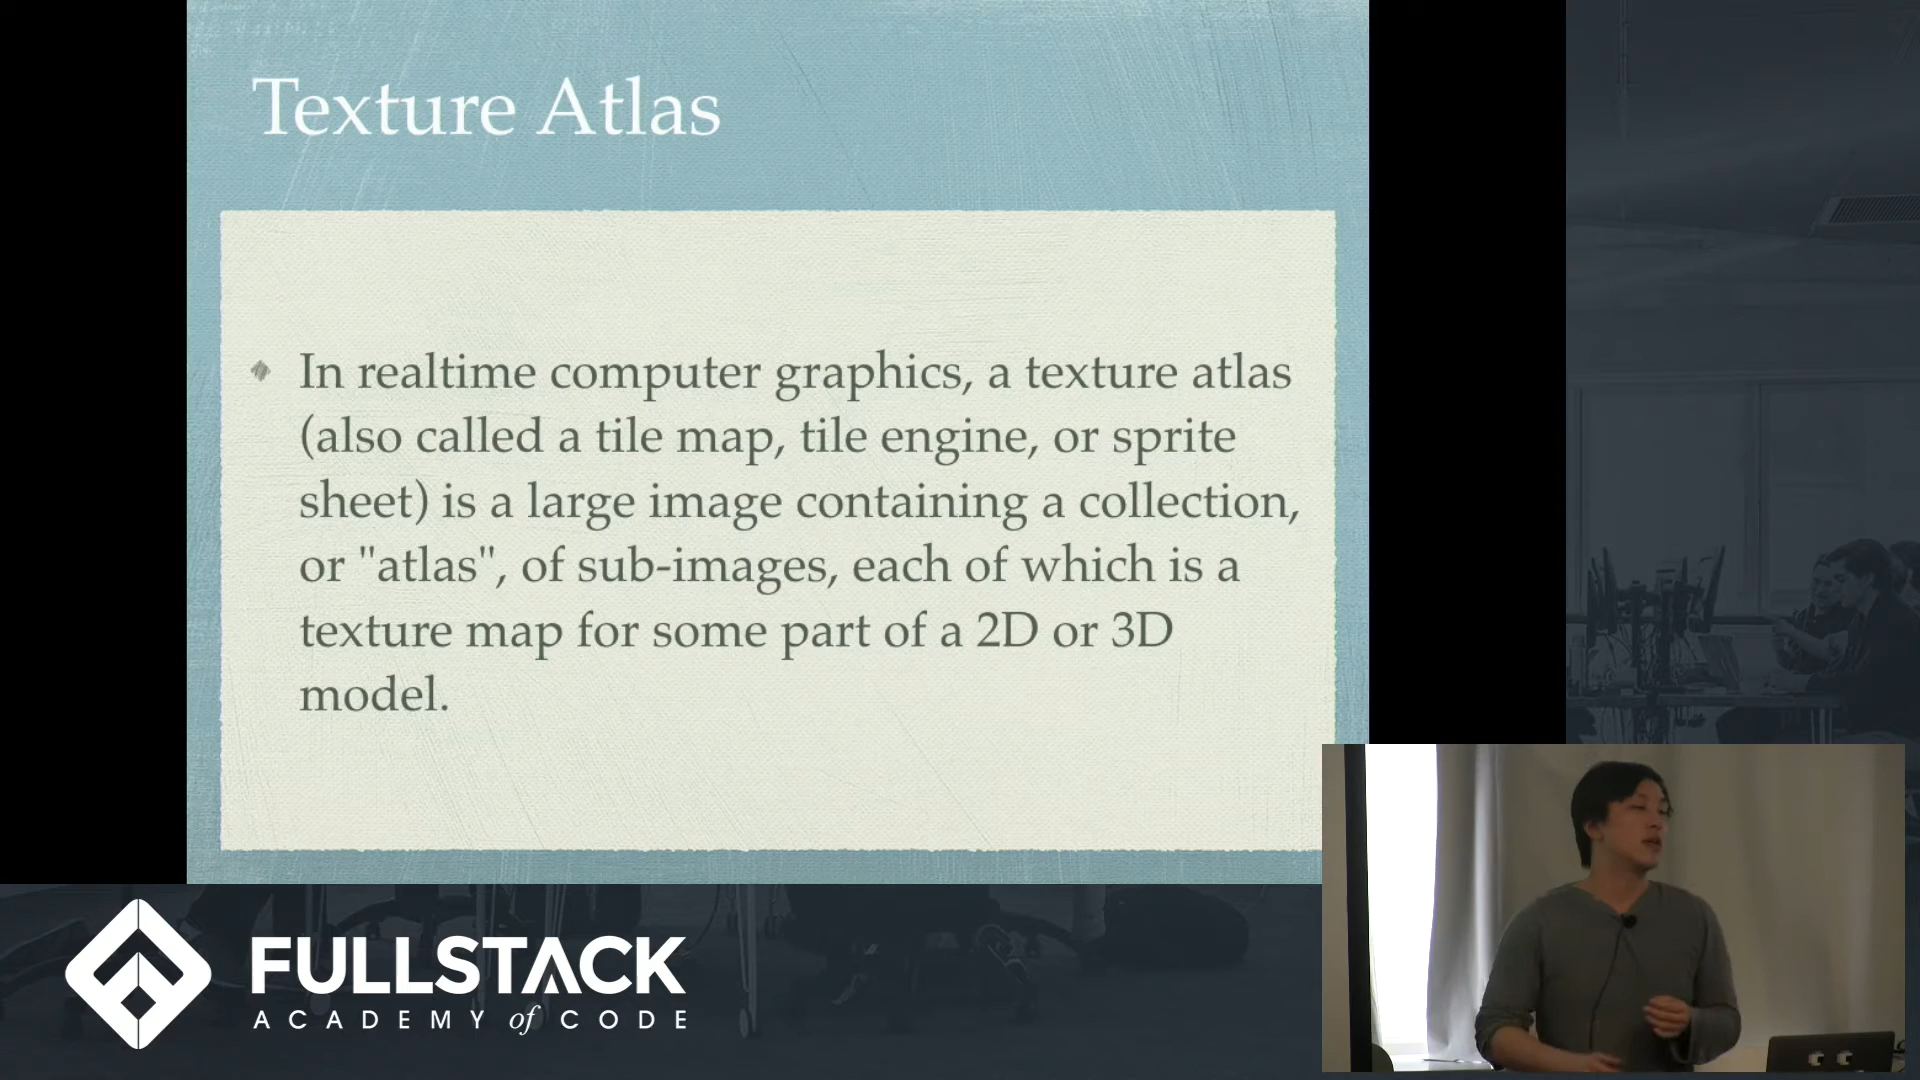 Texture Atlas
In realtime computer graphics, a texture atlas
(also called a tile map, tile engine, or sprite
sheet) is a large image containing a collection,
or "atlas", of sub-images, each of which is a
texture map for some part of a 2D or 3D
model.
FULLSTACK
ACADEMY of CODE